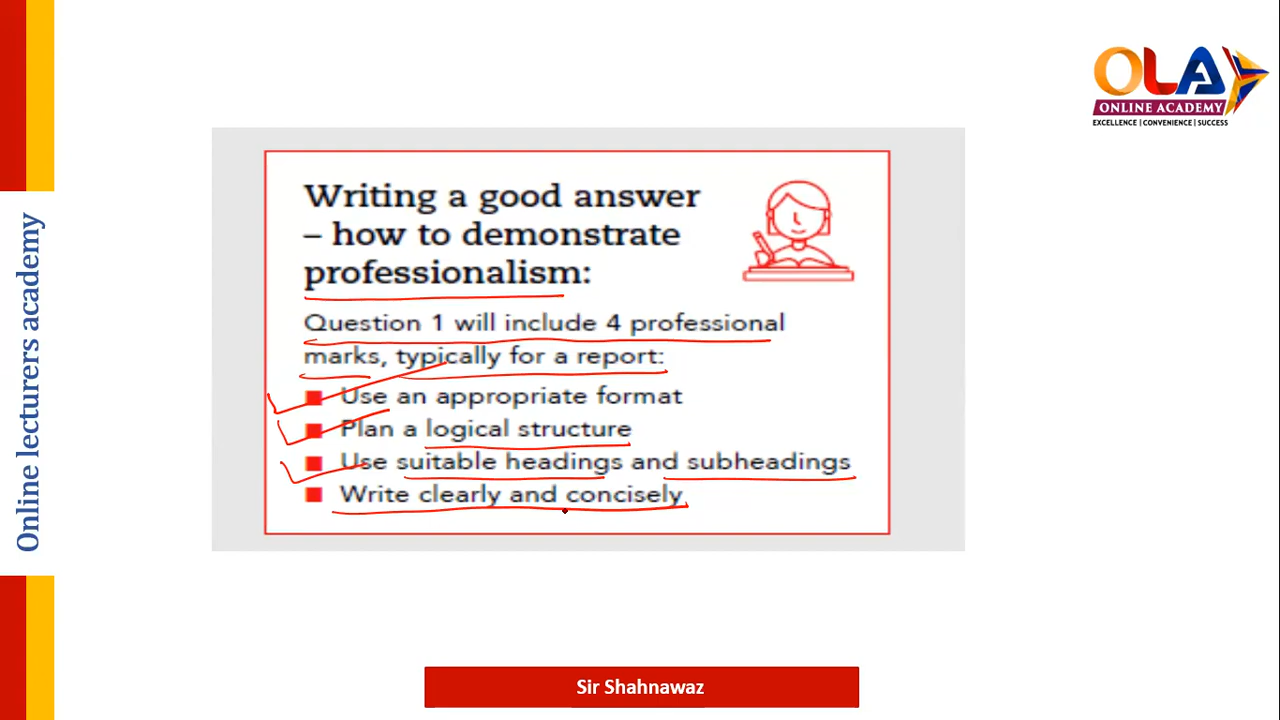 OLA
ONLINE ACADEMY
EXCELLENCE | CONVENIENCE | SUCCESS
Online lecturers academy
Writing a good answer
– how to demonstrate
professionalism:
Question 1 will include 4 professional
marks, typically for a report:
■ Use an appropriate format
■ Plan a logical structure
■ Use suitable headings and subheadings
■ Write clearly and concisely
Sir Shahnawaz